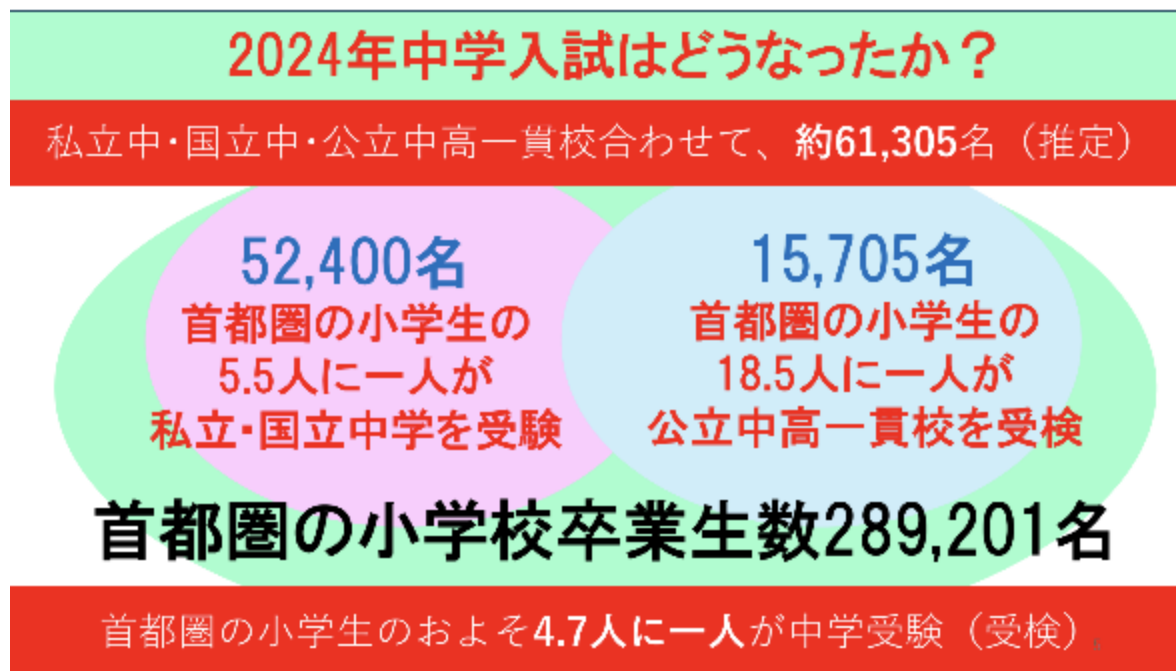 2024年中学入試はどうなったか？
私立中・国立中・公立中高一貫校合わせて、約61,305名（推定）
52,400名
首都圏の小学生の
5.5人に一人が
私立・国立中学を受験
15,705名
首都圏の小学生の
18.5人に一人が
公立中高一貫校を受検
首都圏の小学校卒業生数289,201名
首都圏の小学生のおよそ4.7人に一人が中学受験（受検）